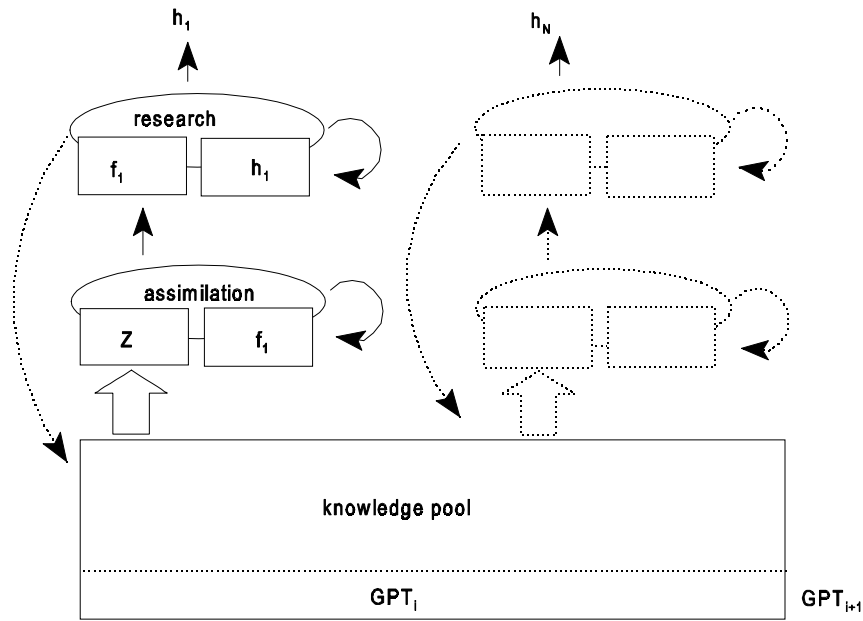 h₁ hN
research
f₁ h₁
assimilation
Z f₁
knowledge pool
GPTᵢ GPTᵢ₊₁